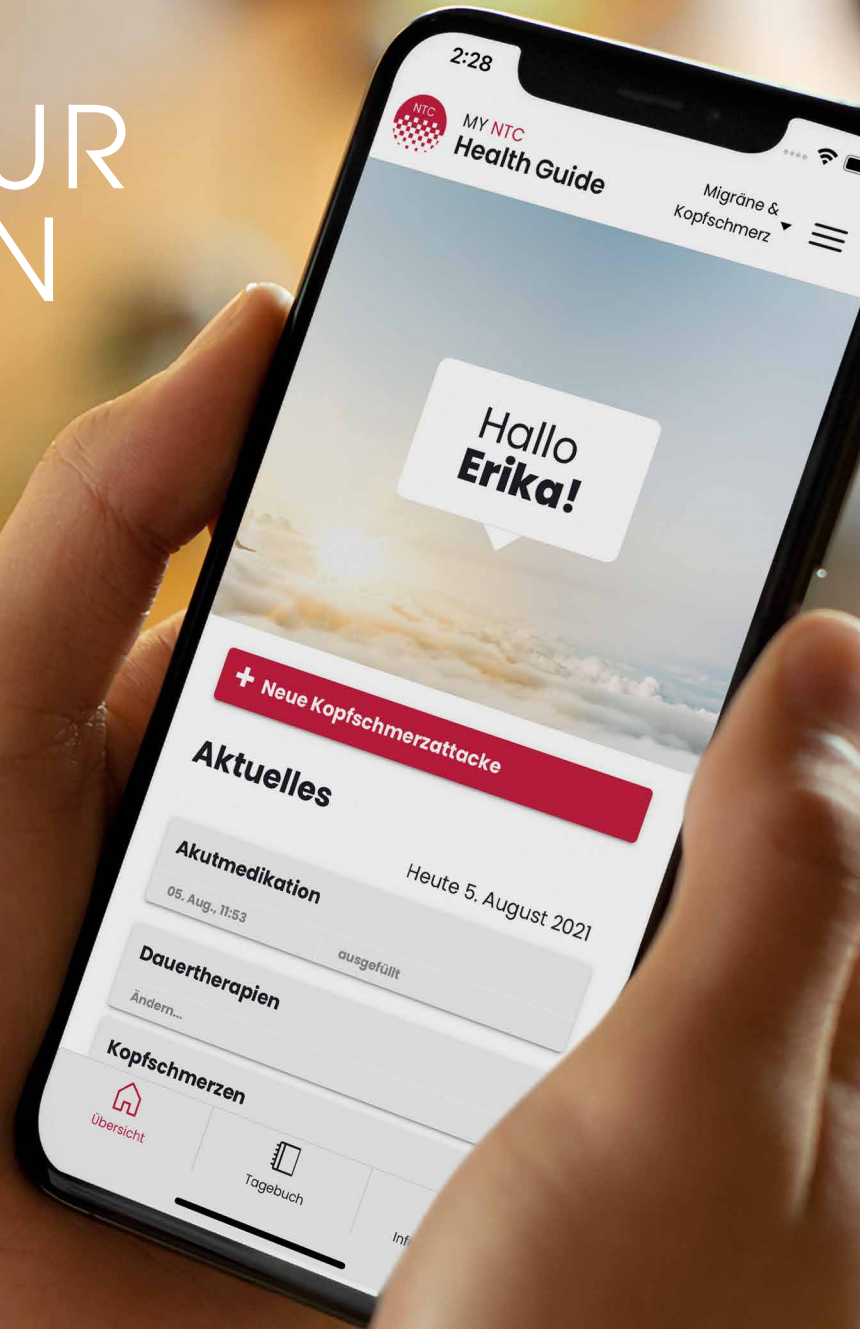 UR
N
2:28
NTC
MY NTC
Health Guide
Migräne &
Kopfschmerz
Hallo
Erika!
+ Neue Kopfschmerzattacke
Aktuelles
Heute 5. August 2021
Akutmedikation
05. Aug., 11:53
ausgefüllt
Dauertherapien
Ändern...
Kopfschmerzen
Übersicht
Tagebuch
Inf